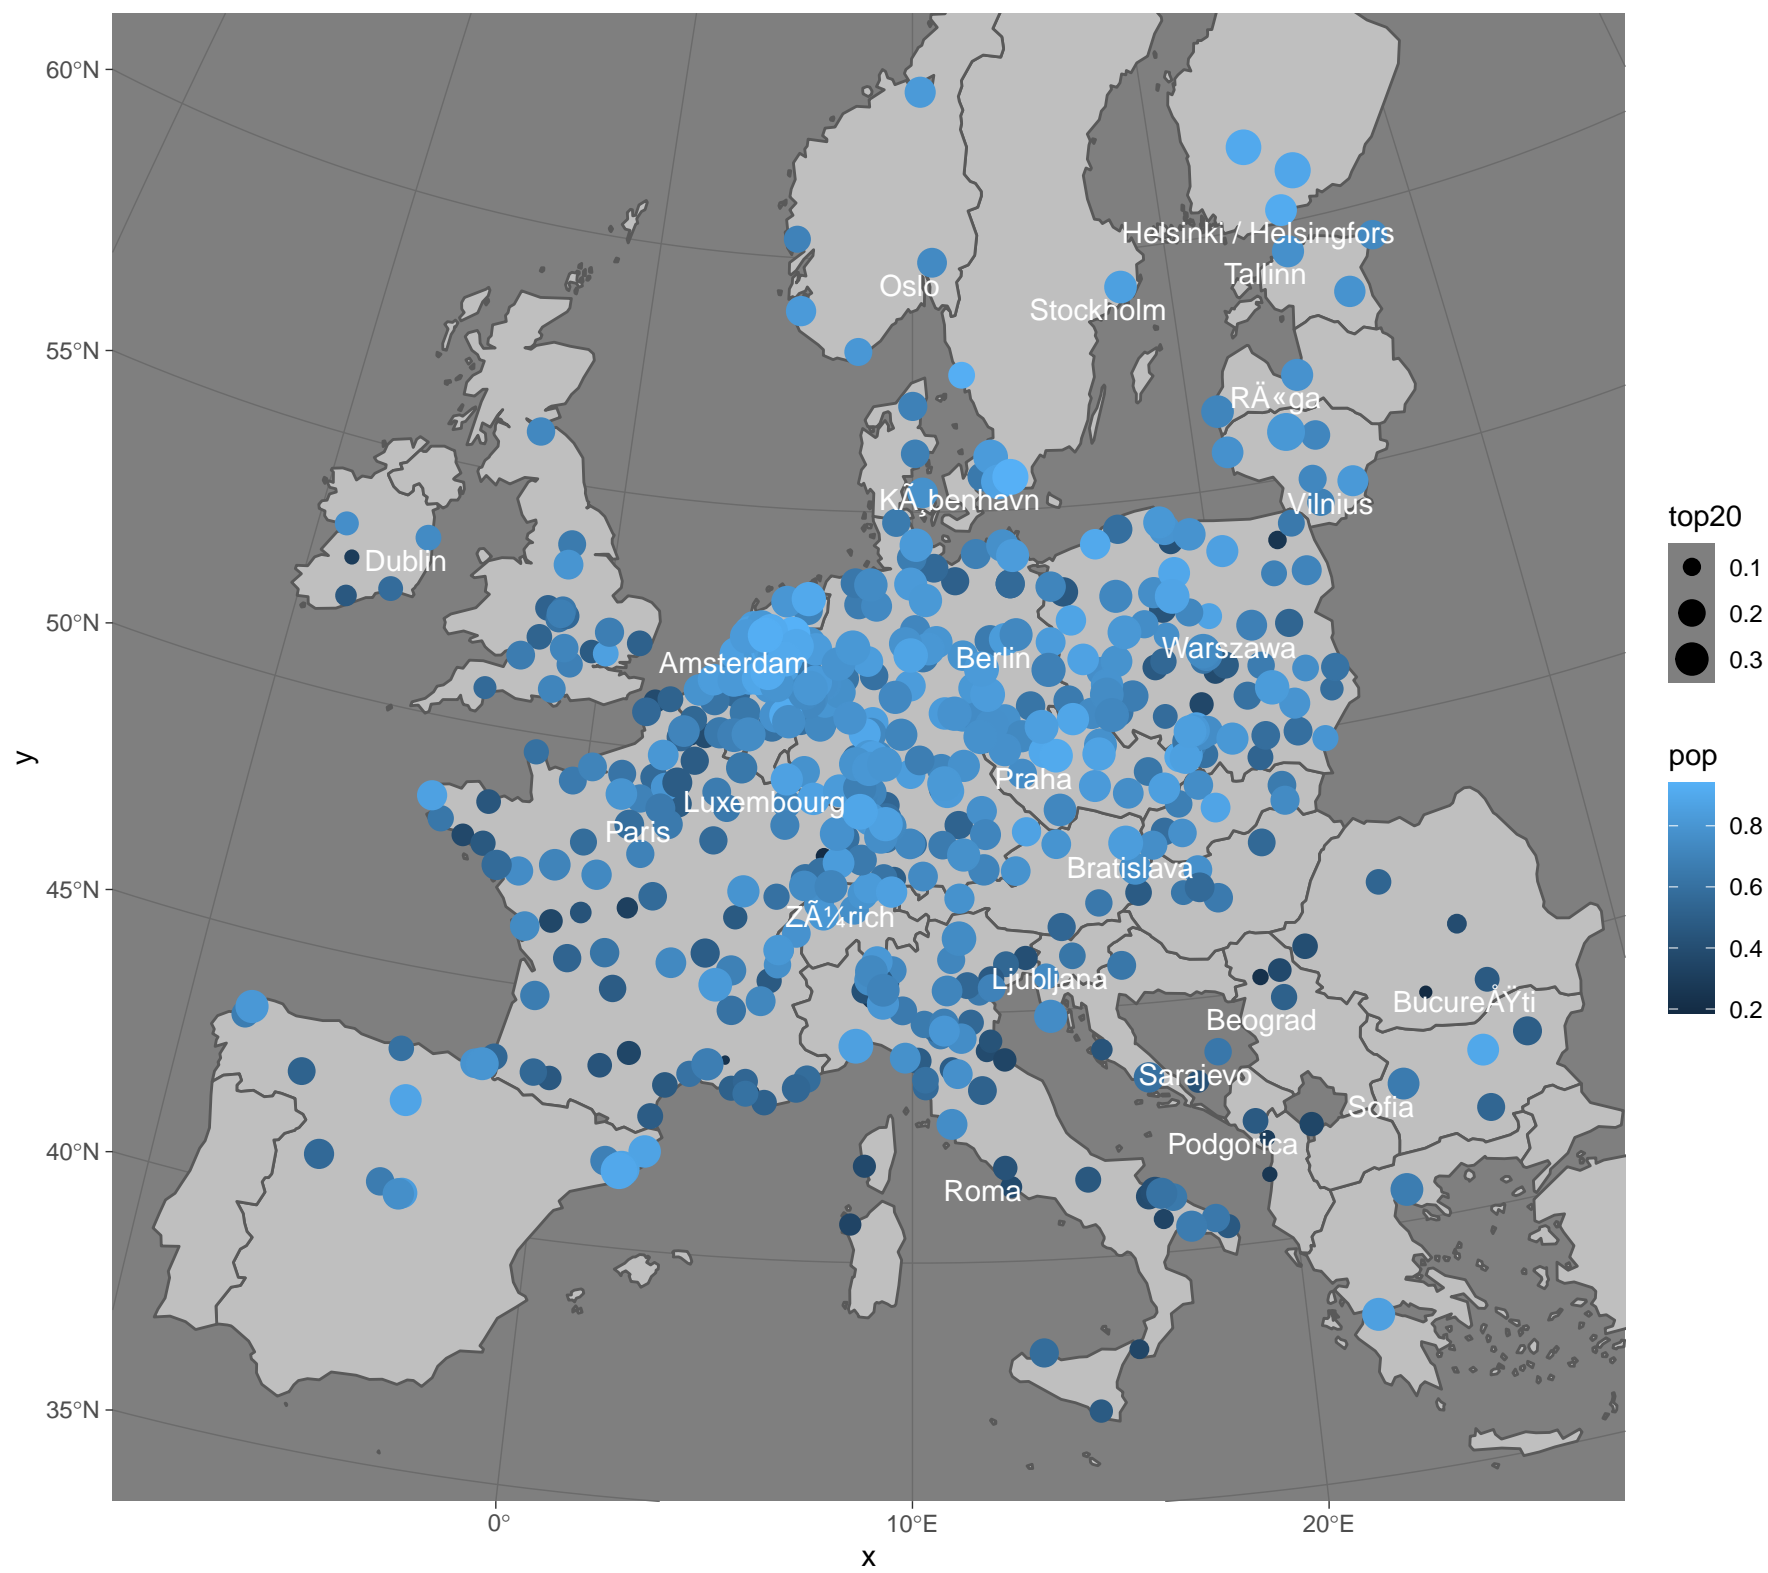 60°N
55°N
50°N
45°N
40°N
35°N
y
Helsinki / Helsingfors
Tallinn
Oslo
Stockholm
RÄ«ga
KÃ¸benhavn
Vilnius
Dublin
Warszawa
Berlin
Amsterdam
Praha
Luxembourg
Paris
Bratislava
ZÃ¼rich
Ljubljana
BucureÅŸti
Beograd
Sarajevo
Sofia
Podgorica
Roma
0°
10°E
20°E
x
top20
0.1
0.2
0.3
pop
0.8
0.6
0.4
0.2